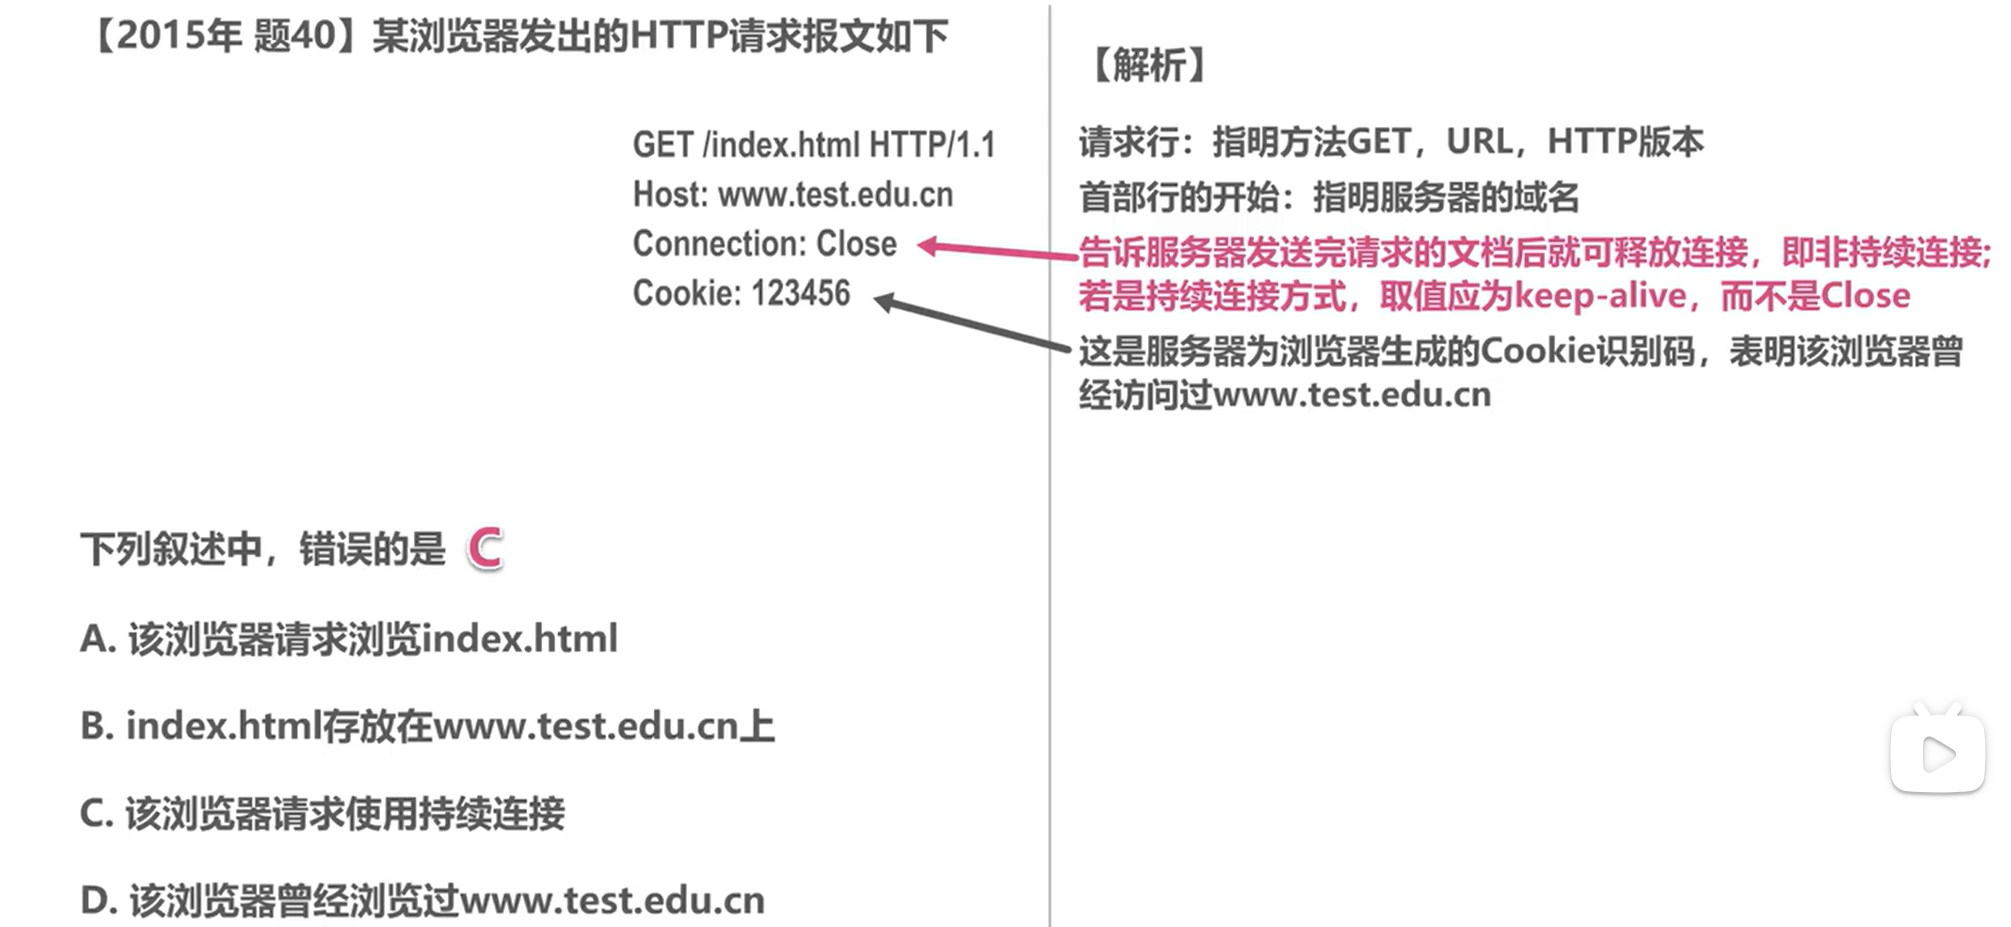 【2015年 题40】某浏览器发出的HTTP请求报文如下
GET /index.html HTTP/1.1
Host: www.test.edu.cn
Connection: Close
Cookie: 123456
下列叙述中，错误的是 C
A. 该浏览器请求浏览index.html
B. index.html存放在www.test.edu.cn上
C. 该浏览器请求使用持续连接
D. 该浏览器曾经浏览过www.test.edu.cn
【解析】
请求行：指明方法GET，URL，HTTP版本
首部行的开始：指明服务器的域名
告诉服务器发送完请求的文档后就可释放连接，即非持续连接;
若是持续连接方式，取值应为keep-alive，而不是Close
这是服务器为浏览器生成的Cookie识别码，表明该浏览器曾
经访问过www.test.edu.cn